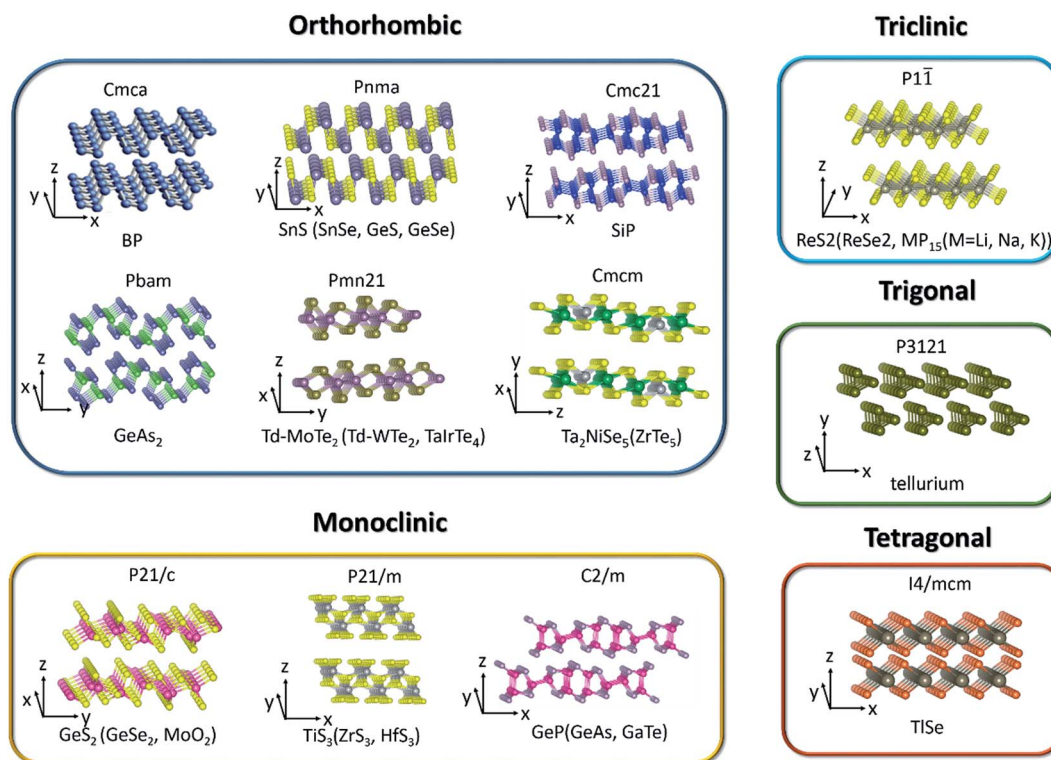 Orthorhombic
Cmca
z
y
x
BP
Pnma
z
y
x
SnS (SnSe, GeS, GeSe)
Cmc21
z
y
x
SiP
Pbam
z
x
y
GeAs₂
Pmn21
z
x
y
Td-MoTe₂ (Td-WTe₂, TaIrTe₄)
Cmcm
y
x
z
Ta₂NiSe₅(ZrTe₅)
Triclinic
P1ī
z
y
x
ReS2(ReSe2, MP₁₅(M=Li, Na, K))
Trigonal
P3121
y
z
x
tellurium
Monoclinic
P21/c
z
x
y
GeS₂ (GeSe₂, MoO₂)
P21/m
z
y
x
TiS₃(ZrS₃, HfS₃)
C2/m
z
y
x
GeP(GeAs, GaTe)
Tetragonal
I4/mcm
z
y
x
TlSe